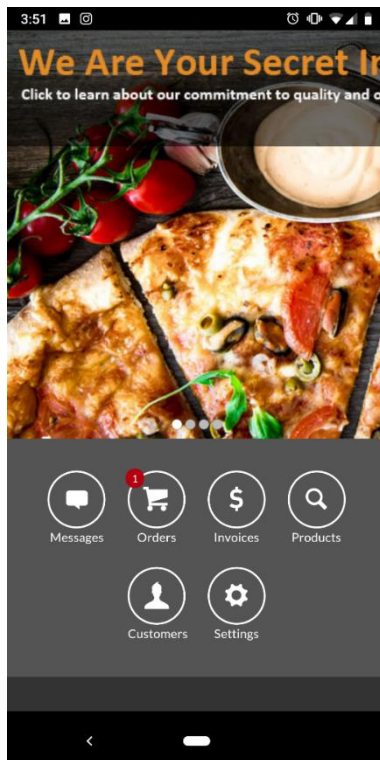 3:51
We Are Your Secret In
Click to learn about our commitment to quality and o
1
Messages
Orders
Invoices
Products
Customers
Settings